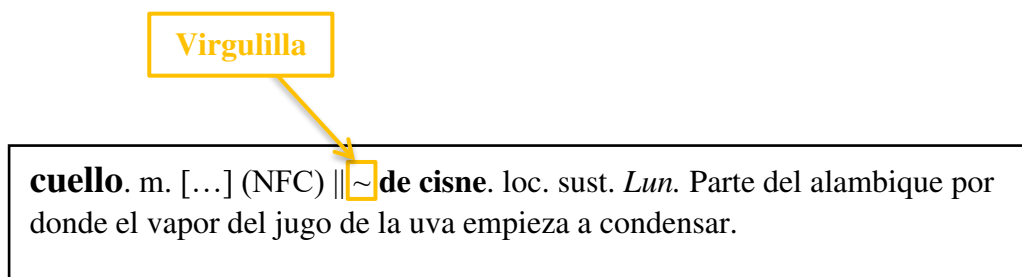 Virgulilla
cuello. m. […] (NFC) || ~ de cisne. loc. sust. Lun. Parte del alambique por
donde el vapor del jugo de la uva empieza a condensar.